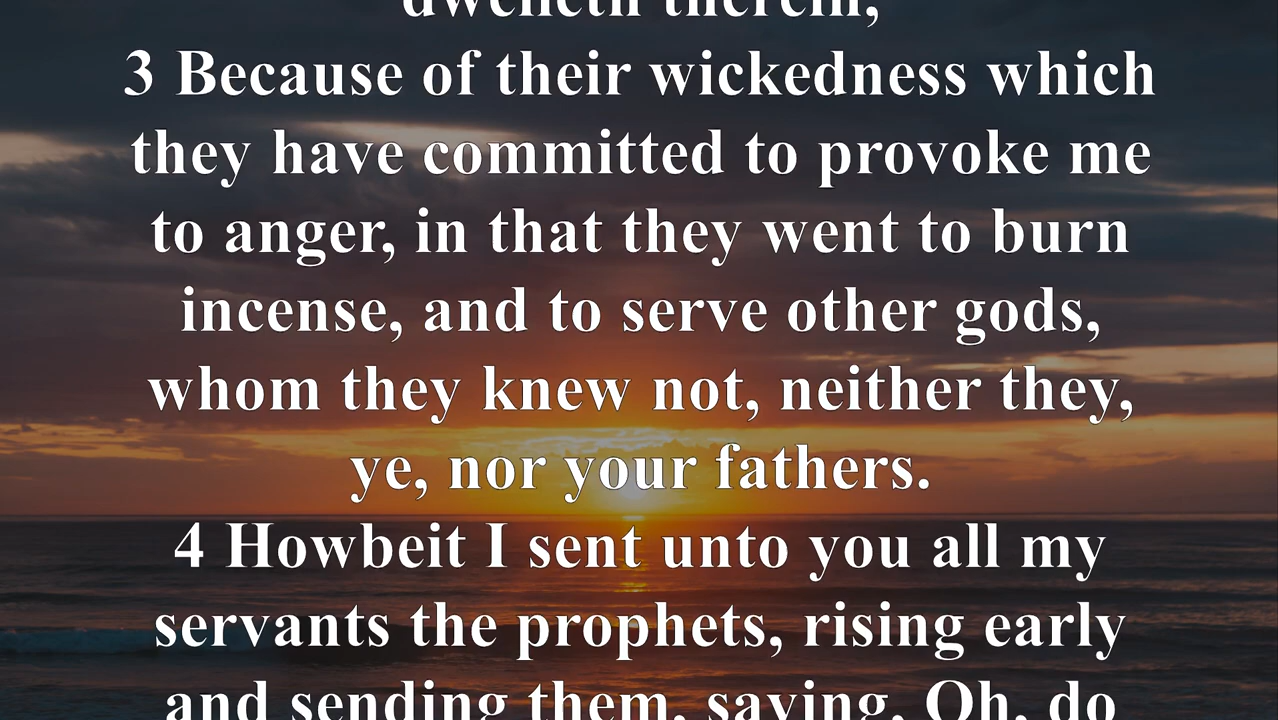 dwelleth therein,
3 Because of their wickedness which
they have committed to provoke me
to anger, in that they went to burn
incense, and to serve other gods,
whom they knew not, neither they,
ye, nor your fathers.
4 Howbeit I sent unto you all my
servants the prophets, rising early
and sending them, saying, Oh, do